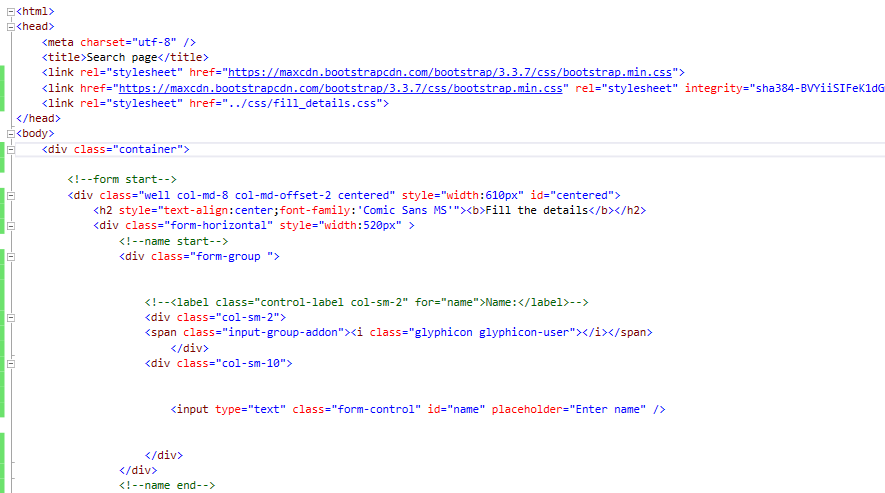 <html>
<head>
<meta charset="utf-8" />
<title>Search page</title>
<link rel="stylesheet" href="https://maxcdn.bootstrapcdn.com/bootstrap/3.3.7/css/bootstrap.min.css">
<link href="https://maxcdn.bootstrapcdn.com/bootstrap/3.3.7/css/bootstrap.min.css" rel="stylesheet" integrity="sha384-BVYiiSIFeK1dG
<link rel="stylesheet" href="../css/fill_details.css">
</head>
<body>
<div class="container">
<!--form start-->
<div class="well col-md-8 col-md-offset-2 centered" style="width:610px" id="centered">
<h2 style="text-align:center;font-family:'Comic Sans MS'"><b>Fill the details</b></h2>
<div class="form-horizontal" style="width:520px" >
<!--name start-->
<div class="form-group ">
<!--<label class="control-label col-sm-2" for="name">Name:</label>-->
<div class="col-sm-2">
<span class="input-group-addon"><i class="glyphicon glyphicon-user"></i></span>
</div>
<div class="col-sm-10">
<input type="text" class="form-control" id="name" placeholder="Enter name" />
</div>
</div>
<!--name end-->